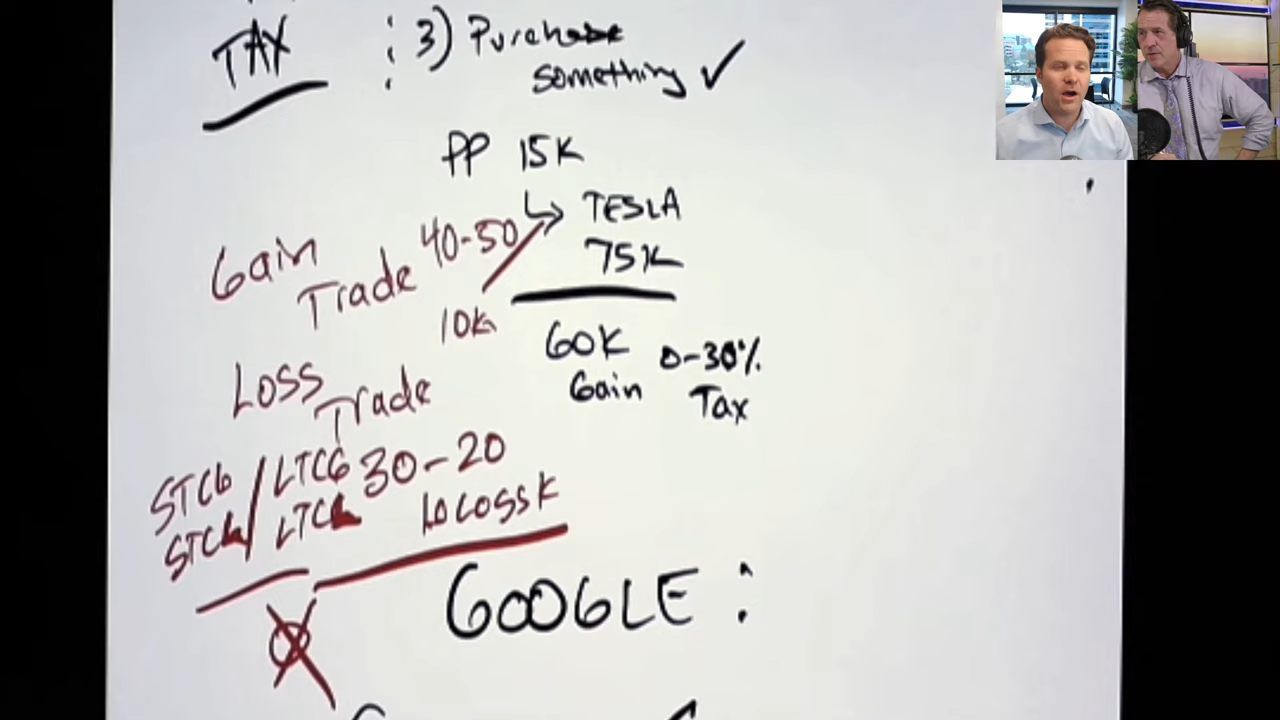 TAX : 3) Purchase
something ✓
PP 15K
↳ TESLA
75K
Gain
Trade 40-50
10K
60K 0-30%
Gain Tax
Loss
Trade
STCG / LTCG 30-20
STCL / LTCL 10 LOSS K
GOOGLE :